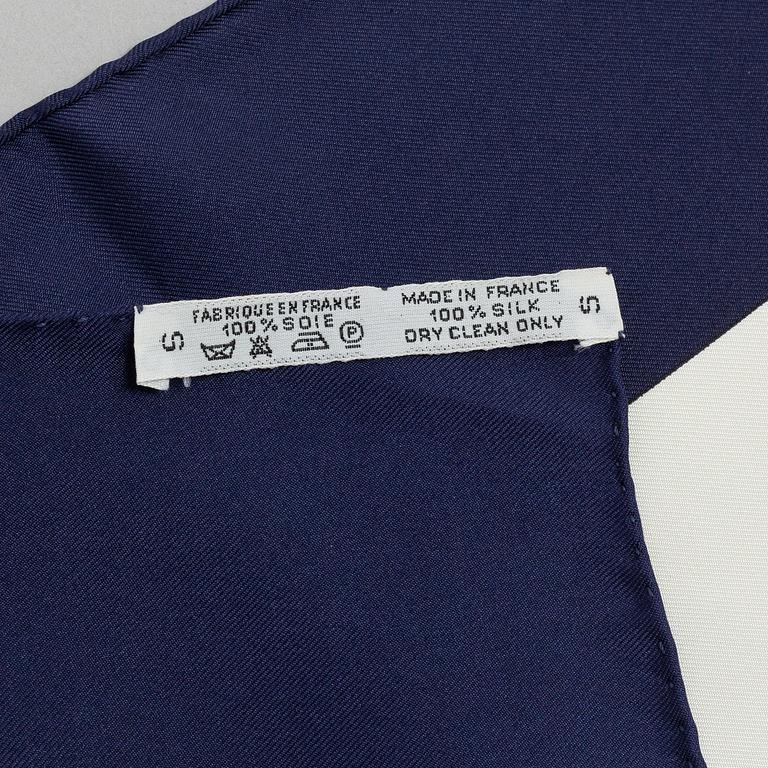 S
FABRIQUE EN FRANCE
100% SOIE
P
MADE IN FRANCE
100% SILK
DRY CLEAN ONLY
S